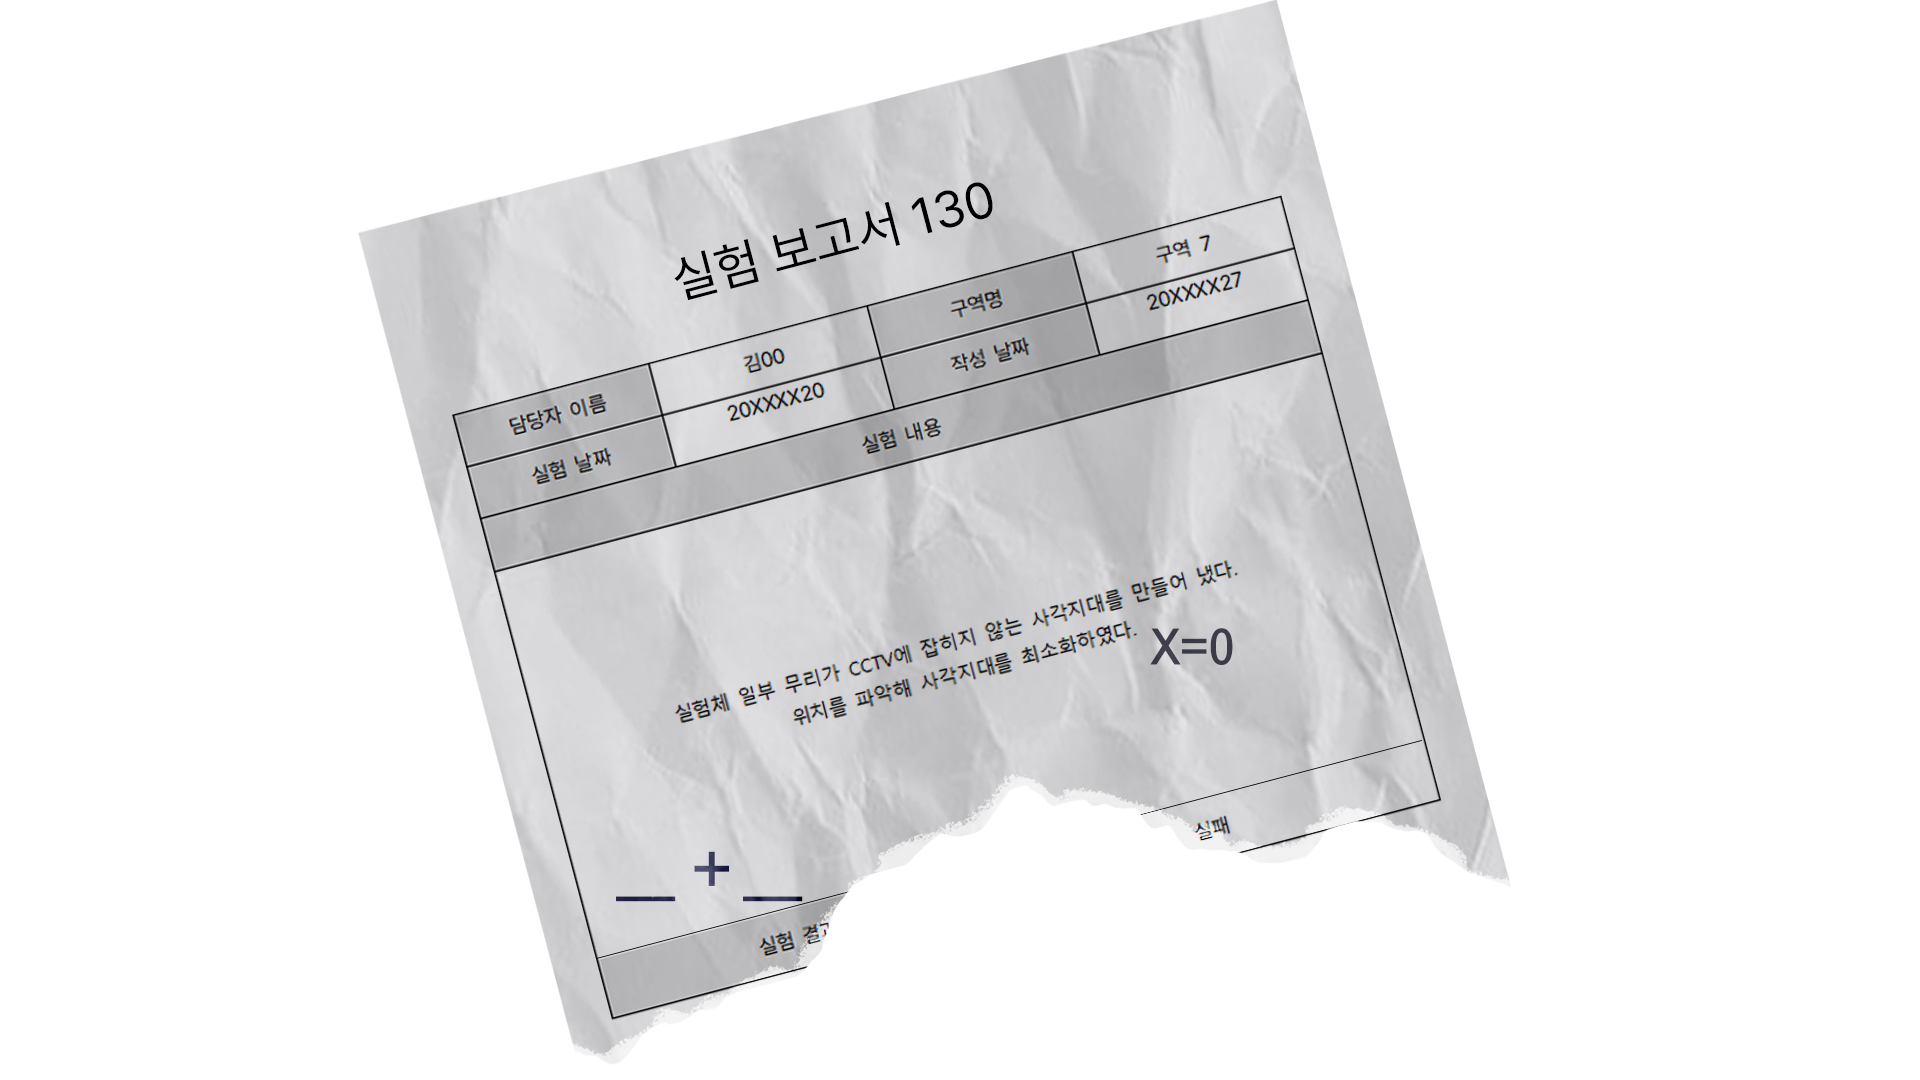 실험 보고서 130
담당자 이름 김00 구역명 구역 7
실험 날짜 20XXXX20 작성 날짜 20XXXX27
실험 내용
실험체 일부 무리가 CCTV에 잡히지 않는 사각지대를 만들어 냈다.
위치를 파악해 사각지대를 최소화하였다.
X=0
__ + __
실험 실패